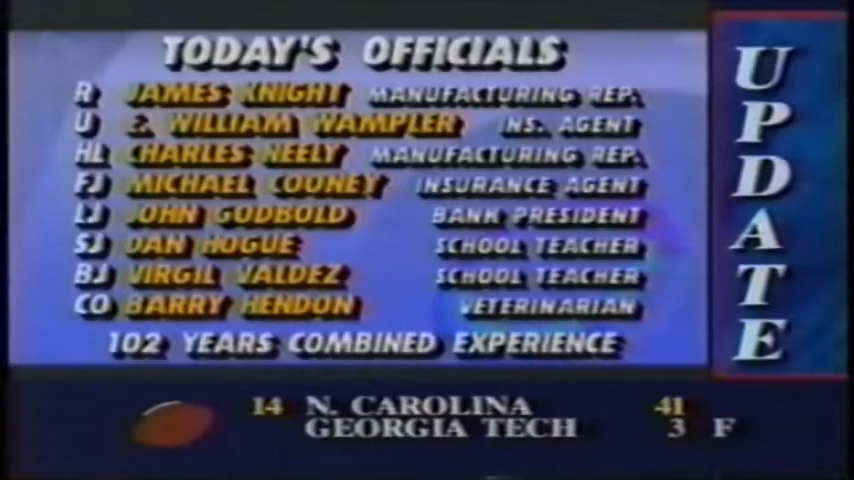 TODAY'S OFFICIALS
R JAMES KNIGHT MANUFACTURING REP.
U E. WILLIAM WAMPLER INS. AGENT
HL CHARLES NEELY MANUFACTURING REP.
FJ MICHAEL COONEY INSURANCE AGENT
LJ JOHN GODBOLD BANK PRESIDENT
SJ DAN HOGUE SCHOOL TEACHER
BJ VIRGIL VALDEZ SCHOOL TEACHER
CO BARRY HENDON VETERINARIAN
102 YEARS COMBINED EXPERIENCE
UPDATE
14 N. CAROLINA 41
GEORGIA TECH 3 F